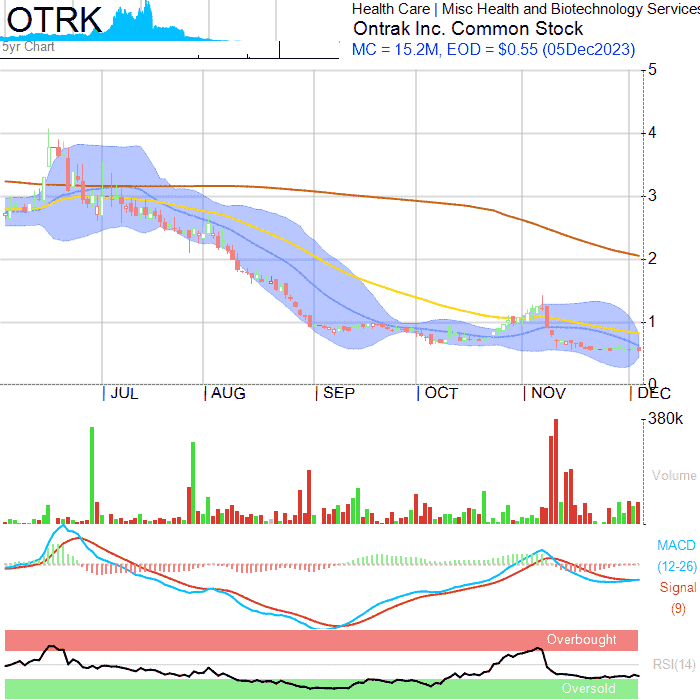 OTRK
Health Care | Misc Health and Biotechnology Services
Ontrak Inc. Common Stock
MC = 15.2M, EOD = $0.55 (05Dec2023)
5yr Chart
5
4
3
2
1
0
JUL AUG SEP OCT NOV DEC
380k
Volume
MACD
(12-26)
Signal
(9)
Overbought
RSI(14)
Oversold